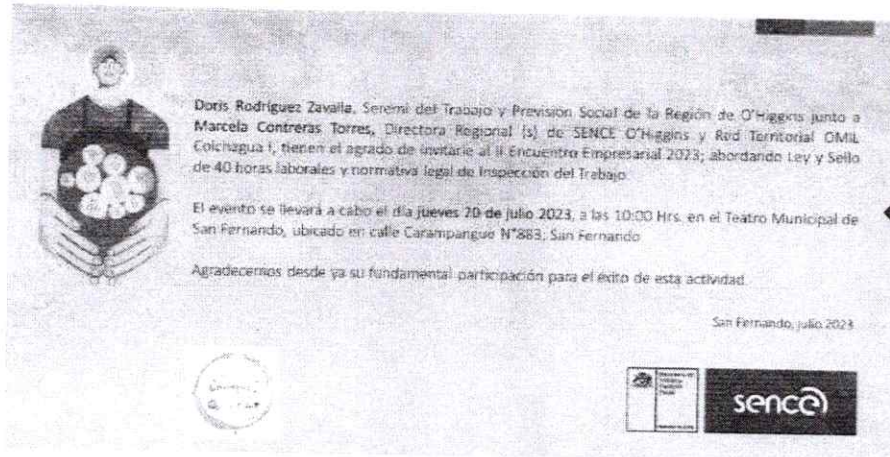 Doris Rodríguez Zavalla, Seremi del Trabajo y Previsión Social de la Región de O'Higgins junto a
Marcela Contreras Torres, Directora Regional (s) de SENCE O'Higgins y Red Territorial OMIL
Colchagua I, tienen el agrado de invitarle al II Encuentro Empresarial 2023; abordando Ley y Sello
de 40 horas laborales y normativa legal de Inspección del Trabajo.
El evento se llevará a cabo el día jueves 20 de julio 2023, a las 10:00 Hrs. en el Teatro Municipal de
San Fernando, ubicado en calle Carampangue N°883; San Fernando
Agradecemos desde ya su fundamental participación para el éxito de esta actividad.
San Fernando, julio 2023
sence